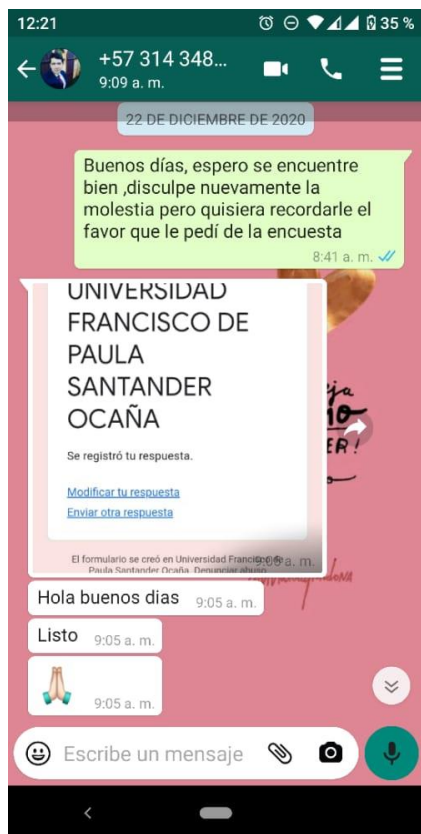 12:21
35 %
+57 314 348...
9:09 a. m.
22 DE DICIEMBRE DE 2020
Buenos días, espero se encuentre
bien ,disculpe nuevamente la
molestia pero quisiera recordarle el
favor que le pedí de la encuesta
8:41 a. m.
UNIVERSIDAD
FRANCISCO DE
PAULA
SANTANDER
OCAÑA
Se registró tu respuesta.
Modificar tu respuesta
Enviar otra respuesta
El formulario se creó en Universidad Francisco de
Paula Santander Ocaña. Denunciar abuso
a. m.
ER!
Hola buenos dias
9:05 a. m.
Listo
9:05 a. m.
9:05 a. m.
Escribe un mensaje